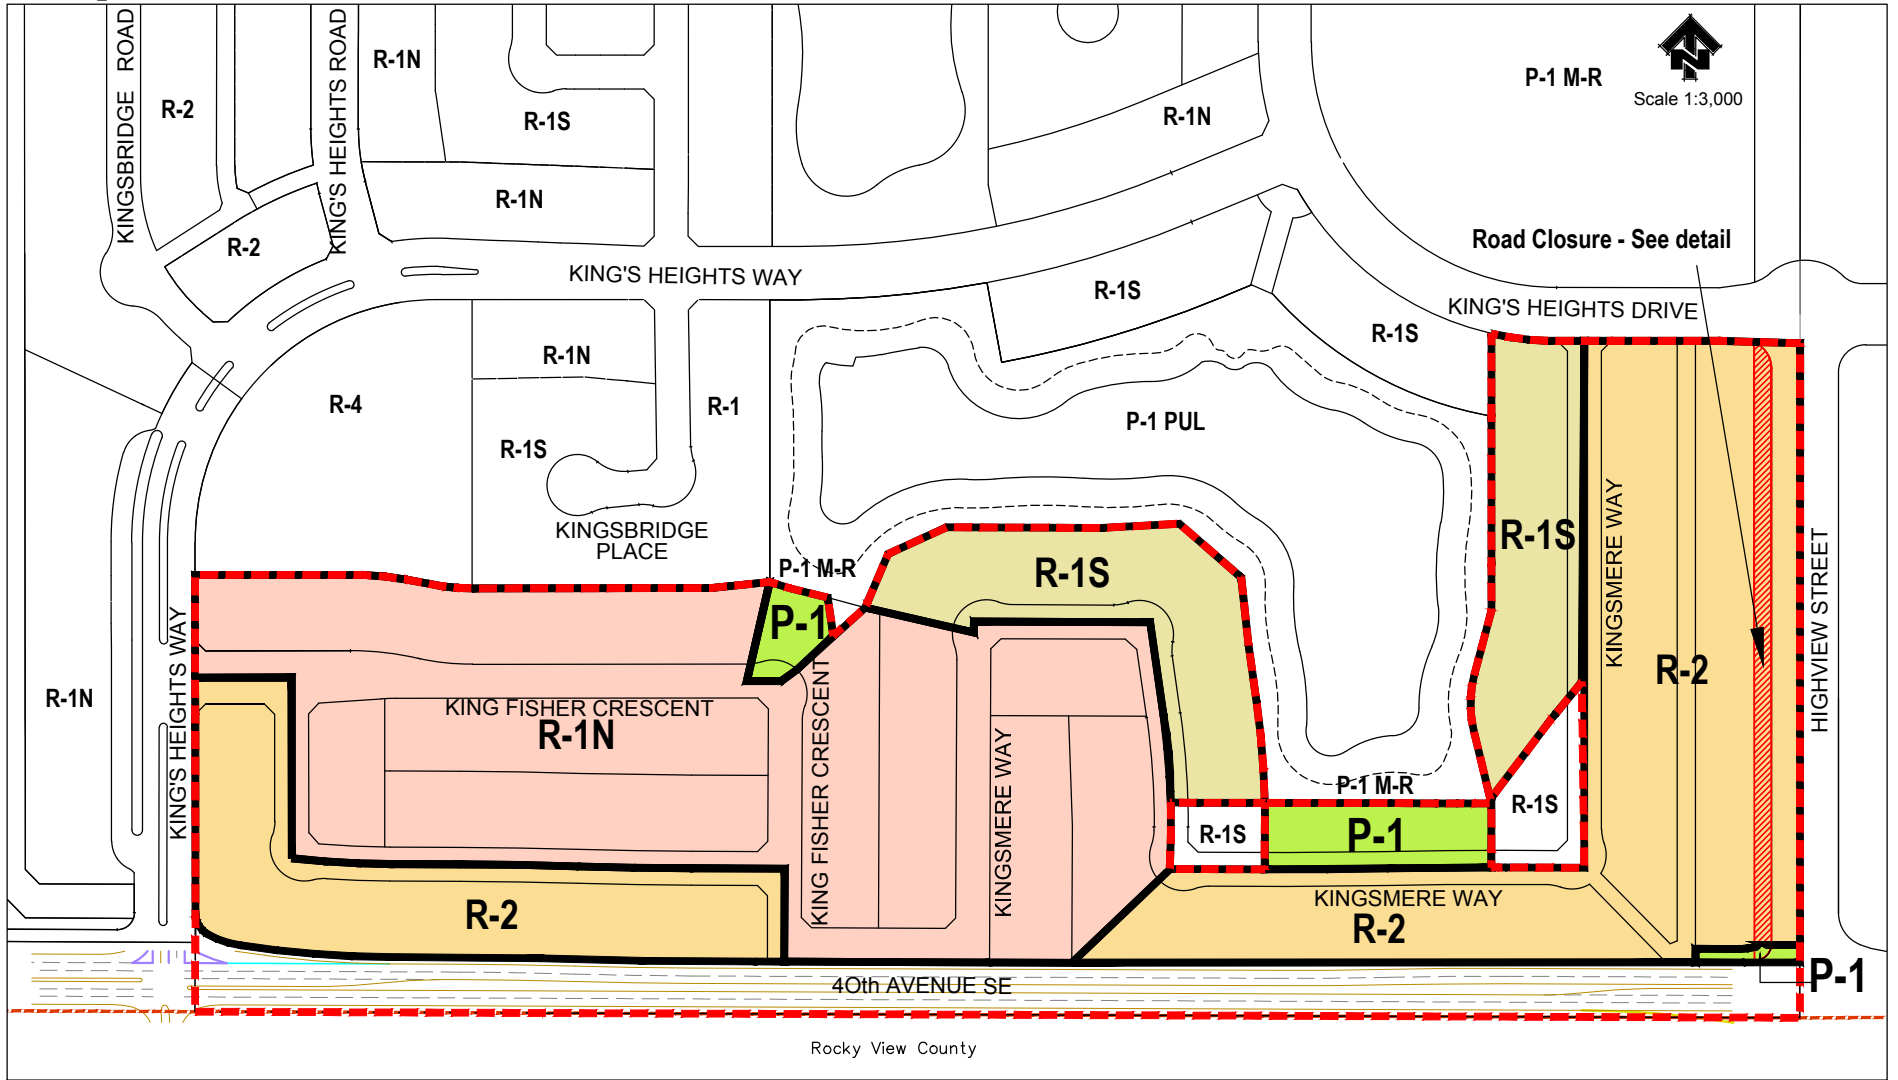 KINGSBRIDGE ROAD
KING'S HEIGHTS ROAD
R-1N
R-2
R-1S
R-1N
P-1 M-R
N
Scale 1:3,000
R-1N
R-2
Road Closure - See detail
KING'S HEIGHTS WAY
R-1S
KING'S HEIGHTS DRIVE
R-1S
R-1N
R-4
R-1
R-1S
P-1 PUL
KINGSBRIDGE
PLACE
P-1 M-R
R-1S
R-1S
KINGSMERE WAY
HIGHVIEW STREET
P-1
R-2
R-1N
KING'S HEIGHTS WAY
KING FISHER CRESCENT
R-1N
KING FISHER CRESCENT
KINGSMERE WAY
P-1 M-R
R-1S
R-1S
P-1
KINGSMERE WAY
R-2
R-2
P-1
4Oth AVENUE SE
Rocky View County